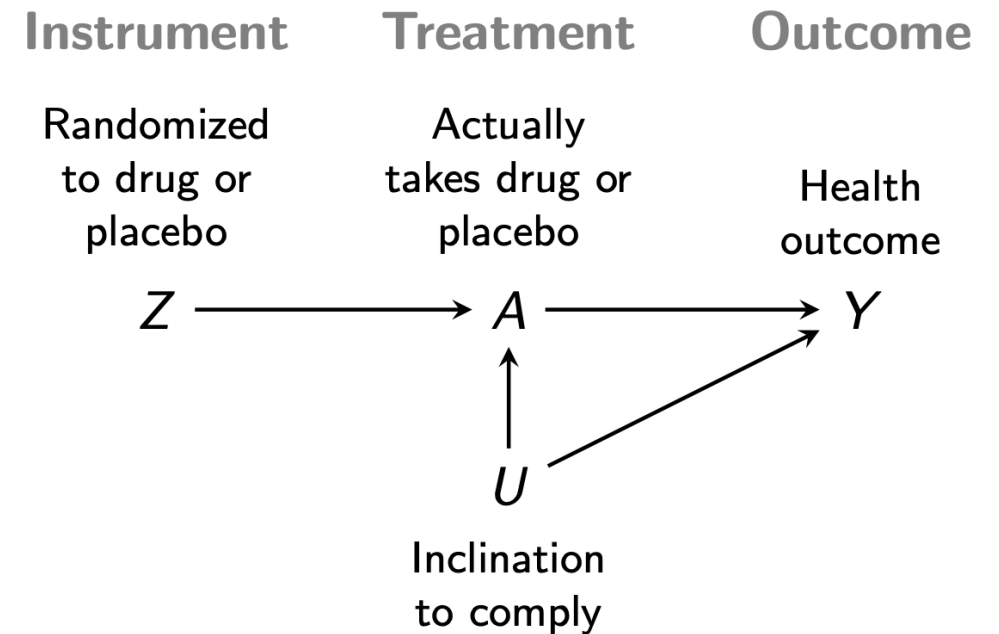 Instrument
Treatment
Outcome
Randomized
to drug or
placebo
Actually
takes drug or
placebo
Health
outcome
Z
A
Y
U
Inclination
to comply